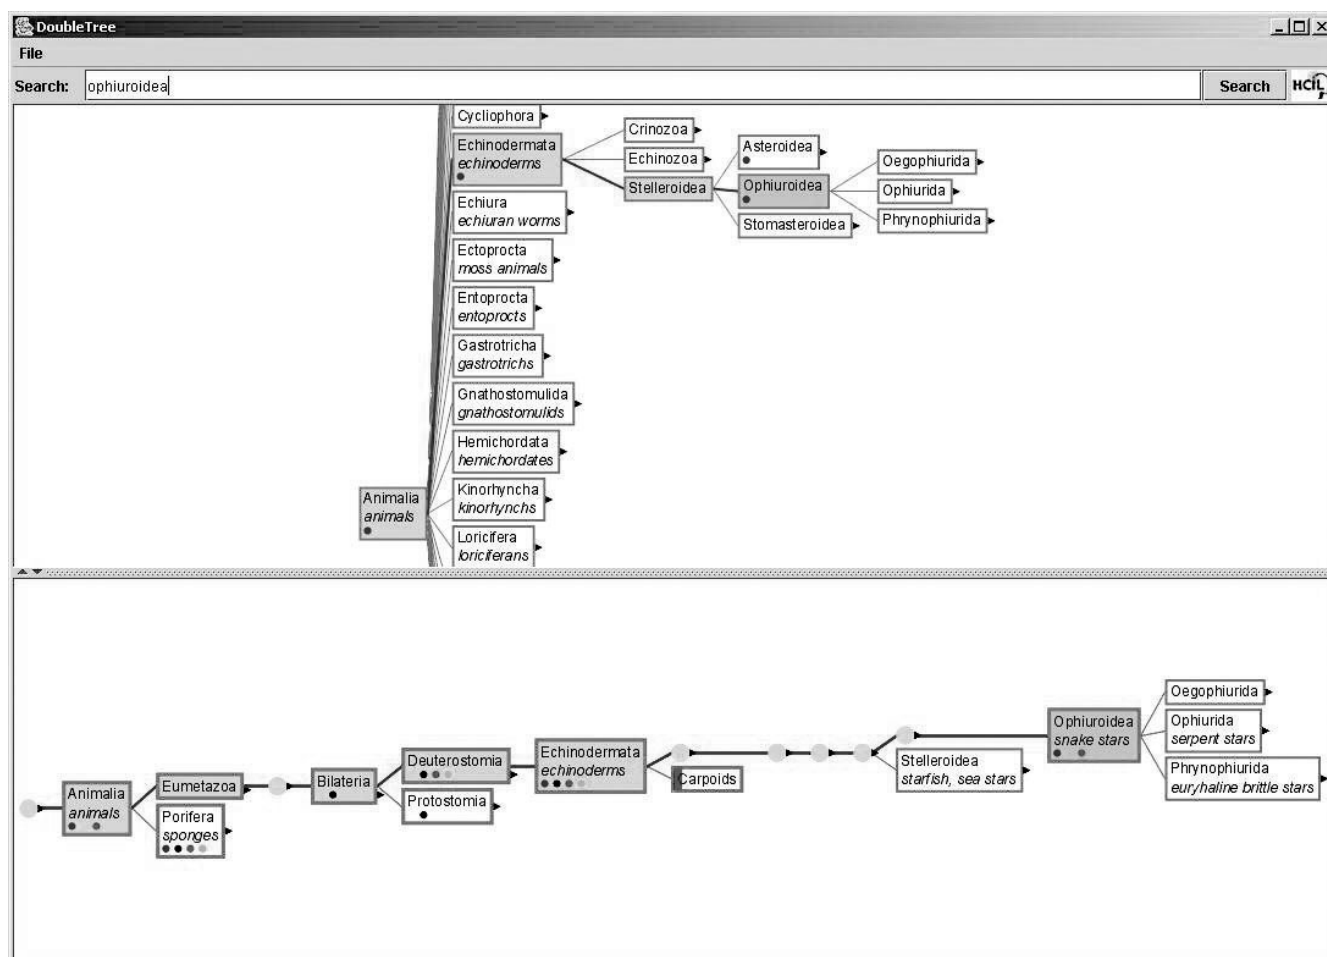 DoubleTree
File
Search: ophiuroidea Search HCIL
Cycliophora
Echinodermata
echinoderms
Echiura
echiuran worms
Ectoprocta
moss animals
Entoprocta
entoprocts
Gastrotricha
gastrotrichs
Gnathostomulida
gnathostomulids
Hemichordata
hemichordates
Kinorhyncha
kinorhynchs
Loricifera
loriciferans
Animalia
animals
Crinozoa
Echinozoa
Stelleroidea
Asteroidea
Ophiuroidea
Stomasteroidea
Oegophiurida
Ophiurida
Phrynophiurida
Animalia
animals
Eumetazoa
Porifera
sponges
Bilateria
Deuterostomia
Protostomia
Echinodermata
echinoderms
Carpoids
Stelleroidea
starfish, sea stars
Ophiuroidea
snake stars
Oegophiurida
Ophiurida
serpent stars
Phrynophiurida
euryhaline brittle stars